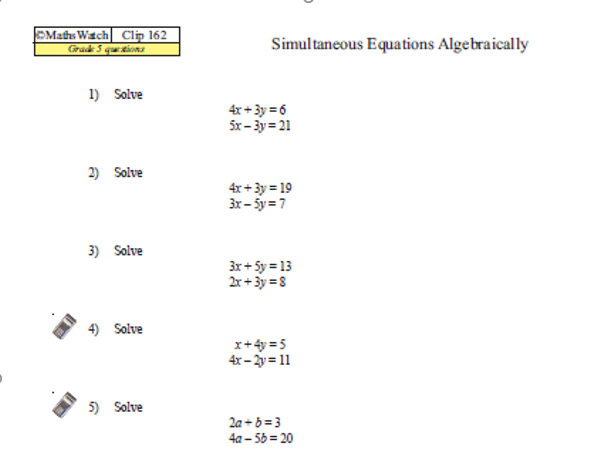 ©MathsWatch Clip 162
Grade 5 questions
Simultaneous Equations Algebraically
1) Solve
4x + 3y = 6
5x – 3y = 21
2) Solve
4x + 3y = 19
3x – 5y = 7
3) Solve
3x + 5y = 13
2x + 3y = 8
4) Solve
x + 4y = 5
4x – 2y = 11
5) Solve
2a + b = 3
4a – 5b = 20